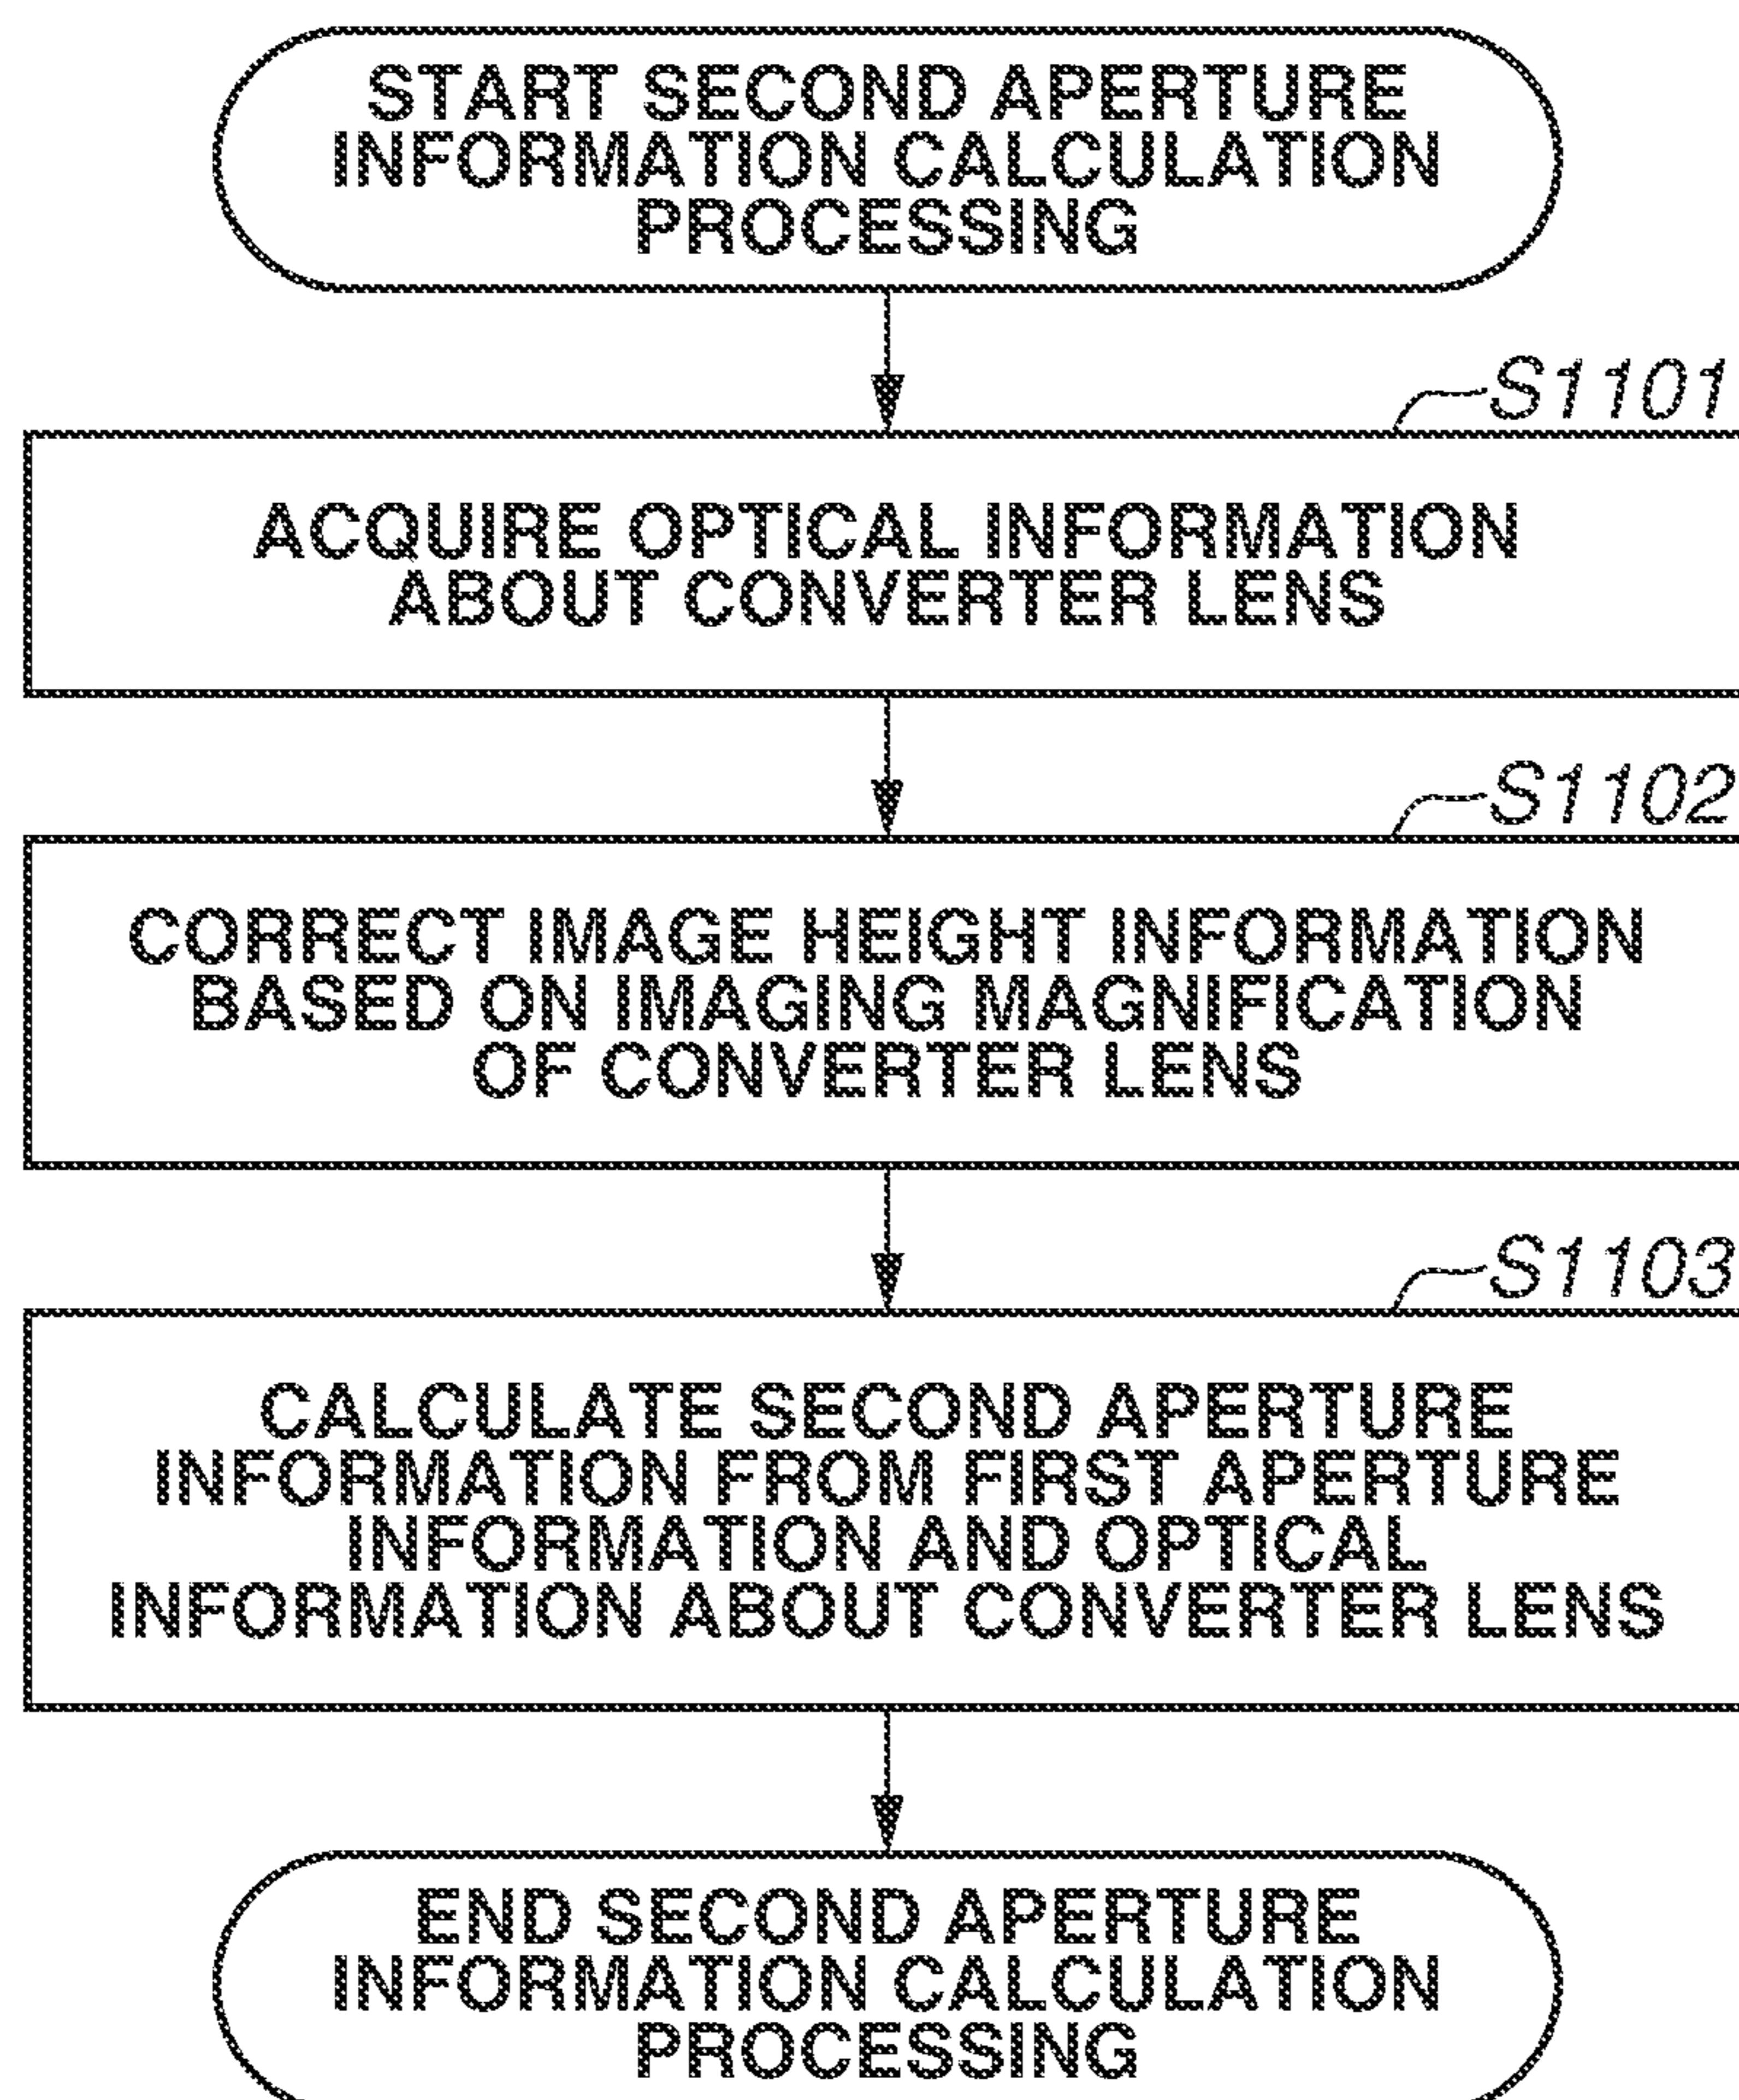 START SECOND APERTURE
INFORMATION CALCULATION
PROCESSING
S1101
ACQUIRE OPTICAL INFORMATION
ABOUT CONVERTER LENS
S1102
CORRECT IMAGE HEIGHT INFORMATION
BASED ON IMAGING MAGNIFICATION
OF CONVERTER LENS
S1103
CALCULATE SECOND APERTURE
INFORMATION FROM FIRST APERTURE
INFORMATION AND OPTICAL
INFORMATION ABOUT CONVERTER LENS
END SECOND APERTURE
INFORMATION CALCULATION
PROCESSING